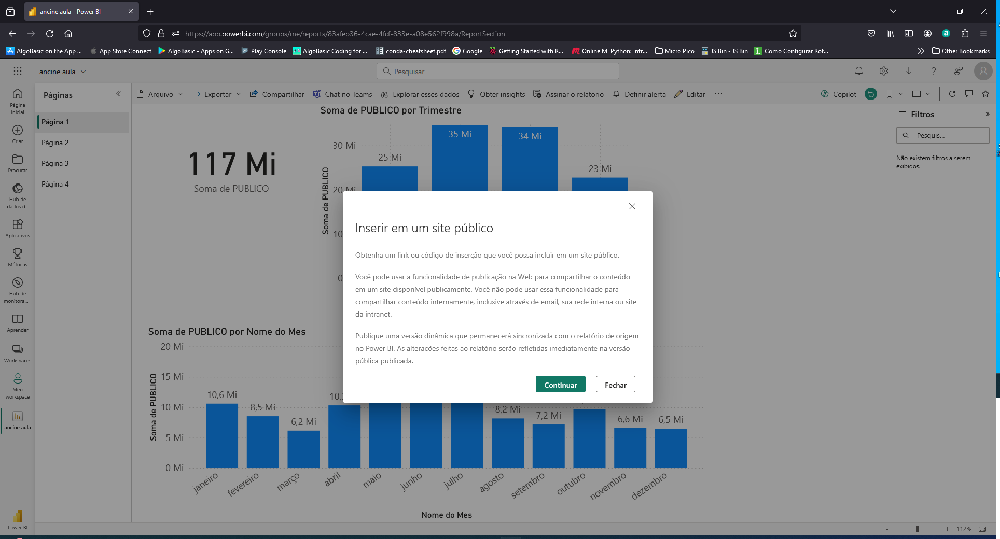 ancine aula - Power BI
https://app.powerbi.com/groups/me/reports/83afeb36-4cae-4fcf-833e-a08e562f998a/ReportSection
AlgoBasic on the App ...
App Store Connect
AlgoBasic - Apps on G...
Play Console
AlgoBasic Coding for ...
conda-cheatsheet.pdf
Google
Getting Started with R...
Online MI Python: Intr...
Micro Pico
JS Bin - JS Bin
Como Configurar Rot...
Other Bookmarks
ancine aula
Pesquisar
Página
Inicial
Criar
Procurar
Hub de
dados d...
Aplicativos
Métricas
Hub de
monitora...
Aprender
Workspaces
Meu
workspace
ancine aula
Power BI
Páginas
Página 1
Página 2
Página 3
Página 4
Arquivo
Exportar
Compartilhar
Chat no Teams
Explorar esses dados
Obter insights
Assinar o relatório
Definir alerta
Editar
Copilot
117 Mi
Soma de PUBLICO
Soma de PUBLICO por Trimestre
Soma de PUBLICO
30 Mi
20 Mi
10
0
25 Mi
35 Mi
34 Mi
23 Mi
Filtros
Pesquis...
Não existem filtros a serem
exibidos.
Inserir em um site público
Obtenha um link ou código de inserção que você possa incluir em um site público.
Você pode usar a funcionalidade de publicação na Web para compartilhar o conteúdo
em um site disponível publicamente. Você não pode usar essa funcionalidade para
compartilhar conteúdo internamente, inclusive através de email, sua rede interna ou site
da intranet.
Publique uma versão dinâmica que permanecerá sincronizada com o relatório de origem
no Power BI. As alterações feitas ao relatório serão refletidas imediatamente na versão
pública publicada.
Continuar
Fechar
Soma de PUBLICO por Nome do Mes
Soma de PUBLICO
20 Mi
15 Mi
10 Mi
5 Mi
0 Mi
10,6 Mi
8,5 Mi
6,2 Mi
8,2 Mi
7,2 Mi
6,6 Mi
6,5 Mi
janeiro
fevereiro
março
abril
maio
junho
julho
agosto
setembro
outubro
novembro
dezembro
Nome do Mes
- + 112%